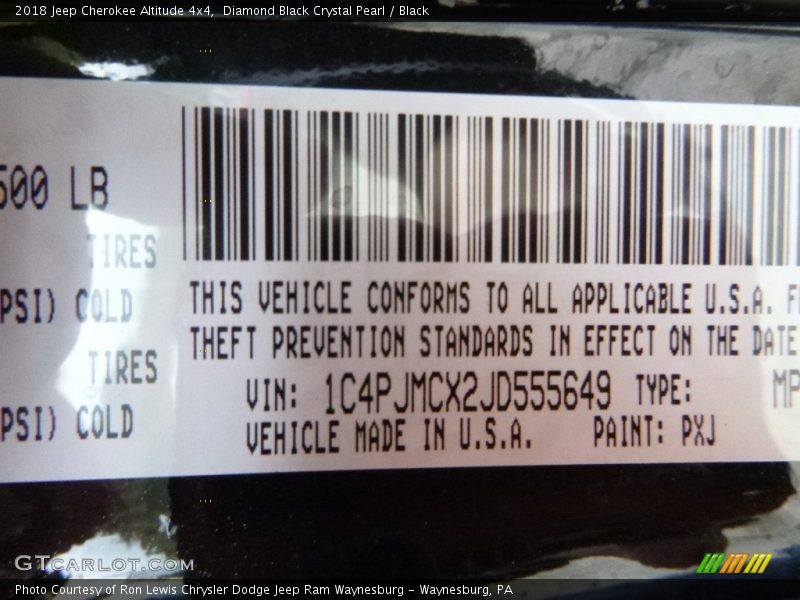 2018 Jeep Cherokee Altitude 4x4,  Diamond Black Crystal Pearl / Black
500 LB
TIRES
PSI) COLD
TIRES
PSI) COLD
THIS VEHICLE CONFORMS TO ALL APPLICABLE U.S.A. F
THEFT PREVENTION STANDARDS IN EFFECT ON THE DATE
VIN: 1C4PJMCX2JD555649 TYPE: MP
VEHICLE MADE IN U.S.A. PAINT: PXJ
GTCARLOT.COM
Photo Courtesy of Ron Lewis Chrysler Dodge Jeep Ram Waynesburg - Waynesburg, PA